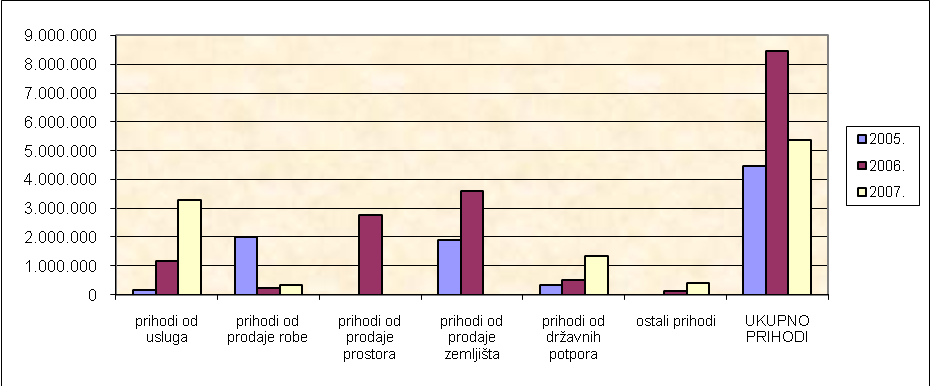 9.000.000
8.000.000
7.000.000
6.000.000
5.000.000
4.000.000
3.000.000
2.000.000
1.000.000
0
prihodi od
usluga
prihodi od
prodaje robe
prihodi od
prodaje
prostora
prihodi od
prodaje
zemljišta
prihodi od
državnih
potpora
ostali prihodi
UKUPNO
PRIHODI
2005.
2006.
2007.